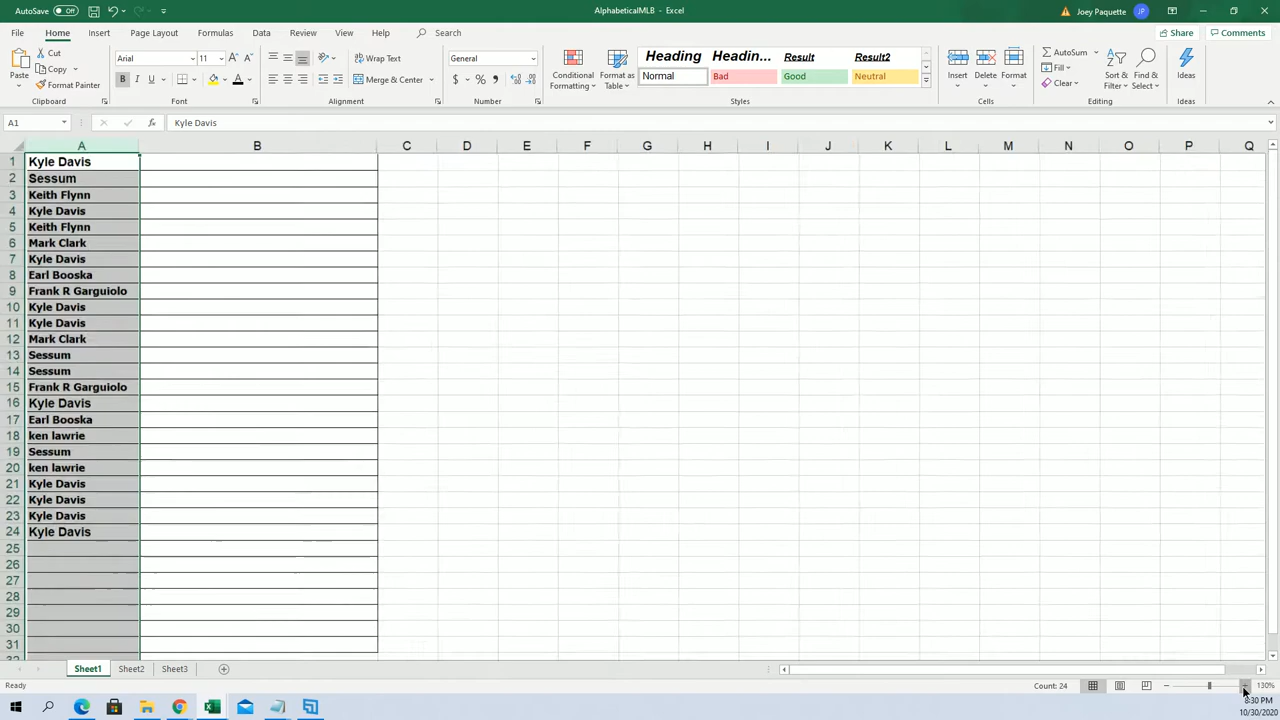 AutoSave Off AlphabeticalMLB - Excel Joey Paquette JP
File Home Insert Page Layout Formulas Data Review View Help Search Share Comments
Paste Cut Copy Format Painter Clipboard
Arial 11 A A B I U A Font
ab Wrap Text Merge & Center Alignment
General $ % , Number
Conditional Formatting Format as Table
Heading Headin... Result Result2
Normal Bad Good Neutral
Styles
Insert Delete Format Cells
AutoSum Fill Clear Sort & Filter Find & Select Editing
Ideas Ideas
A1 fx Kyle Davis
A B C D E F G H I J K L M N O P Q
1 Kyle Davis
2 Sessum
3 Keith Flynn
4 Kyle Davis
5 Keith Flynn
6 Mark Clark
7 Kyle Davis
8 Earl Booska
9 Frank R Garguiolo
10 Kyle Davis
11 Kyle Davis
12 Mark Clark
13 Sessum
14 Sessum
15 Frank R Garguiolo
16 Kyle Davis
17 Earl Booska
18 ken lawrie
19 Sessum
20 ken lawrie
21 Kyle Davis
22 Kyle Davis
23 Kyle Davis
24 Kyle Davis
25
26
27
28
29
30
31
Sheet1 Sheet2 Sheet3
Ready Count: 24 130%
8:30 PM
10/30/2020